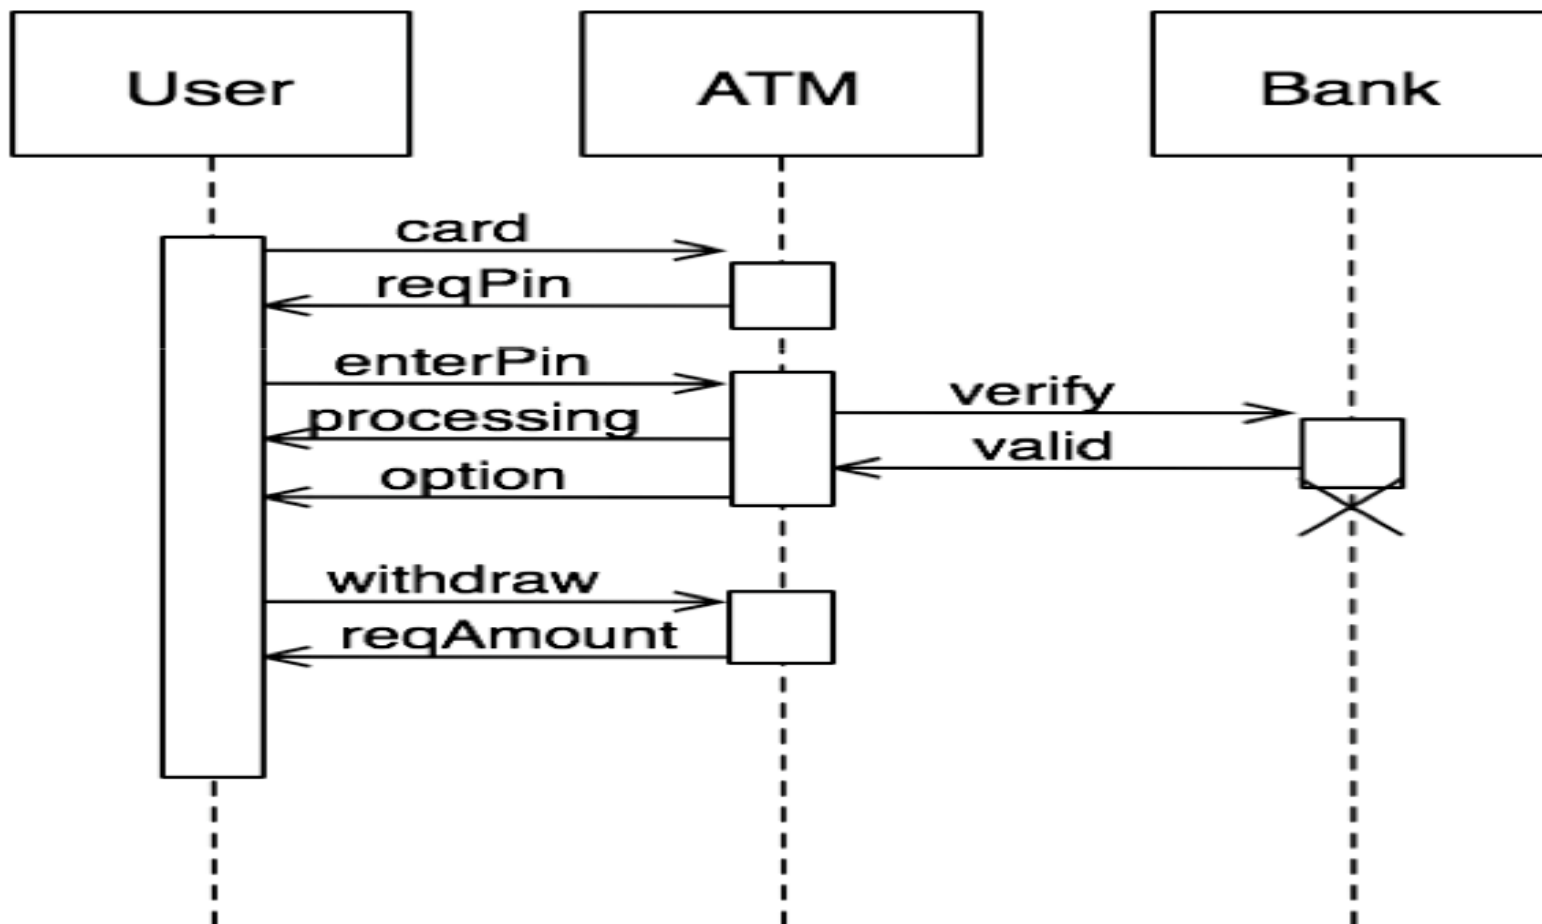 User
ATM
Bank
card
reqPin
enterPin
verify
processing
valid
option
withdraw
reqAmount